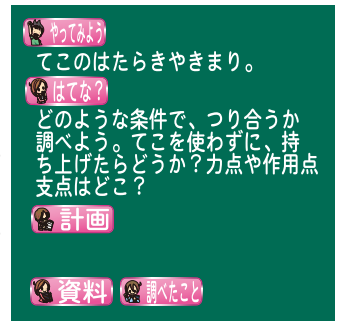 やってみよう
てこのはたらきやきまり。
はてな？
どのような条件で、つり合うか
調べよう。てこを使わずに、持
ち上げたらどうか？力点や作用点
支点はどこ？
計画
資料 調べたこと